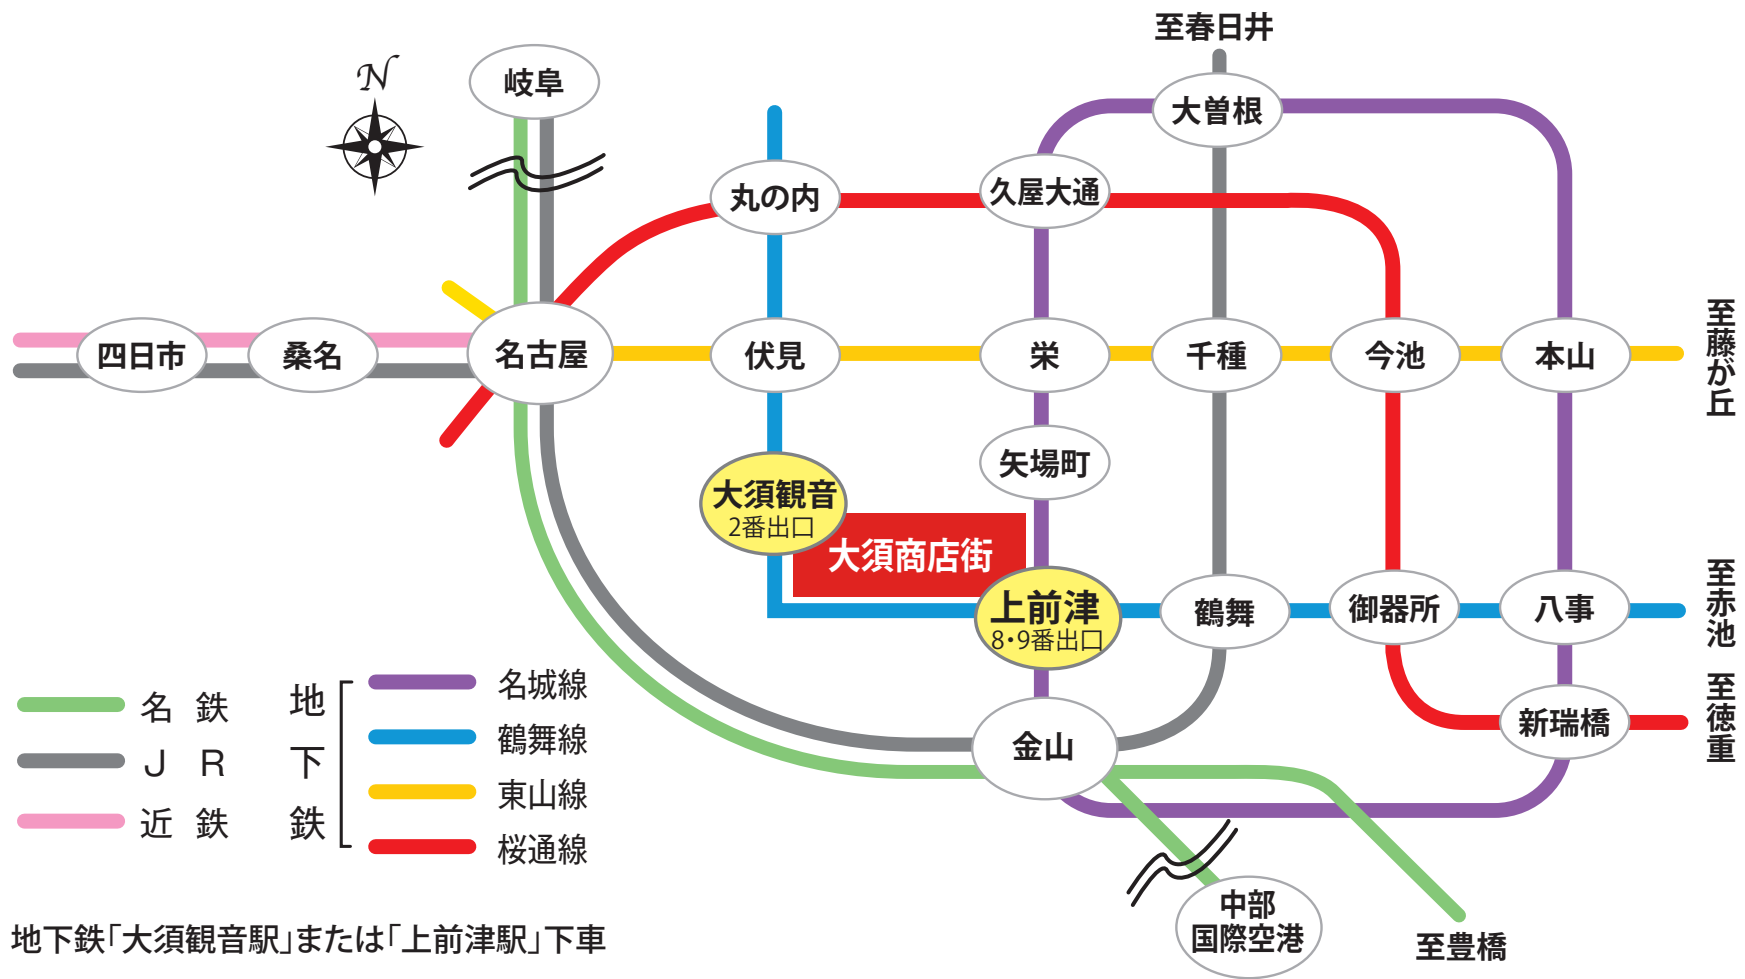 至春日井
N
岐阜
大曽根
丸の内
久屋大通
四日市
桑名
名古屋
伏見
栄
千種
今池
本山
至藤が丘
矢場町
大須観音
2番出口
大須商店街
上前津
8・9番出口
鶴舞
御器所
八事
至赤池
新瑞橋
至徳重
金山
中部
国際空港
至豊橋
名鉄
JR
近鉄
地下鉄
名城線
鶴舞線
東山線
桜通線
地下鉄「大須観音駅」または「上前津駅」下車